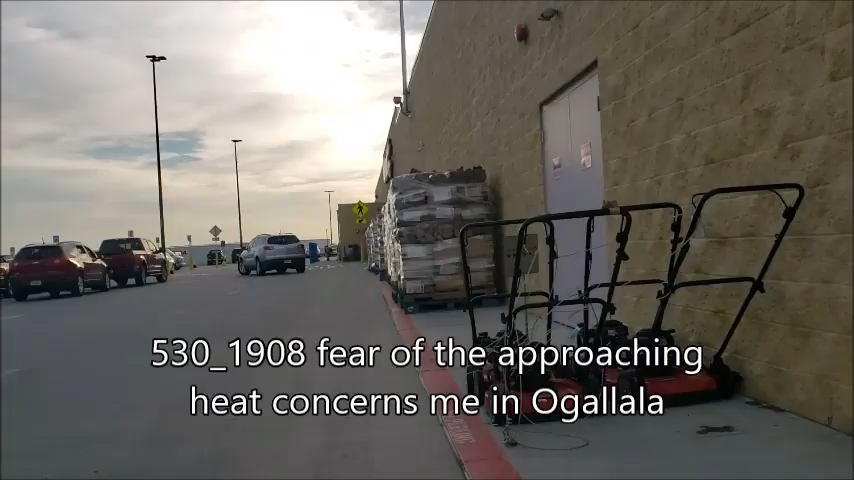 530_1908 fear of the approaching
heat concerns me in Ogallala